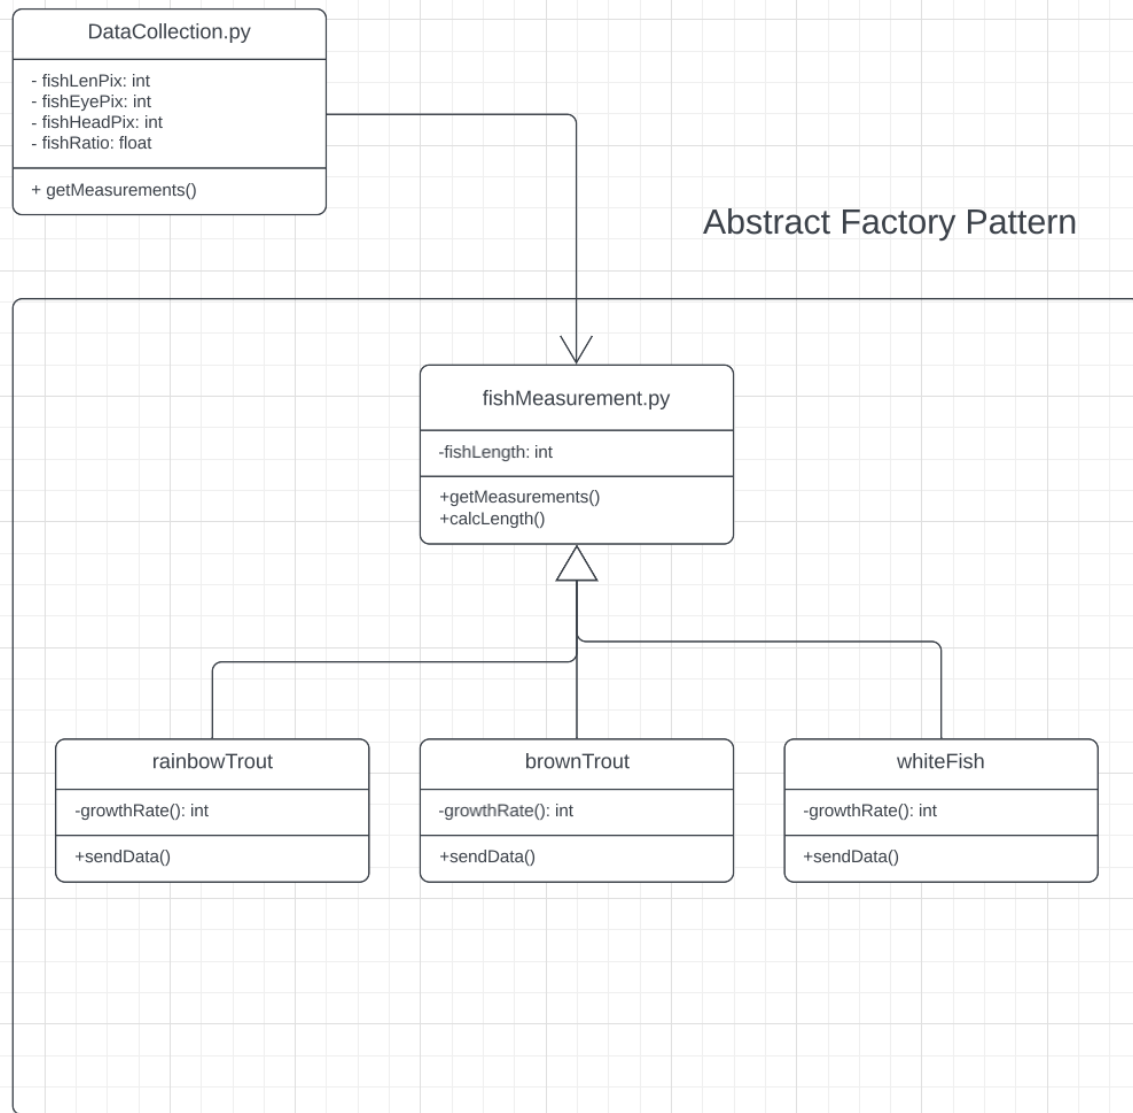 DataCollection.py
- fishLenPix: int
- fishEyePix: int
- fishHeadPix: int
- fishRatio: float
+ getMeasurements()
Abstract Factory Pattern
fishMeasurement.py
-fishLength: int
+getMeasurements()
+calcLength()
rainbowTrout
-growthRate(): int
+sendData()
brownTrout
-growthRate(): int
+sendData()
whiteFish
-growthRate(): int
+sendData()